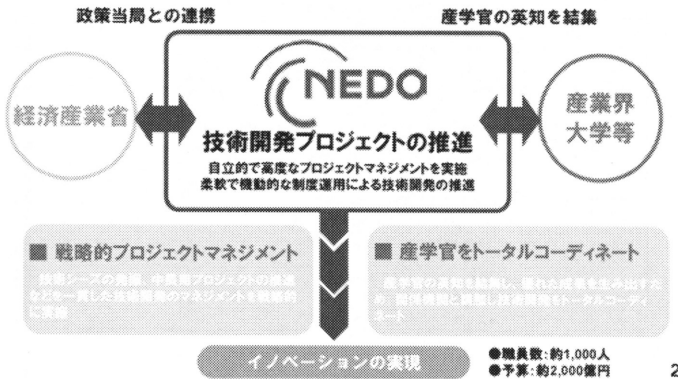 政策当局との連携
産学官の英知を結集
経済産業省
NEDO
産業界
大学等
技術開発プロジェクトの推進
自立的で高度なプロジェクトマネジメントを実施
柔軟で機動的な制度運用による技術開発の推進
■ 戦略的プロジェクトマネジメント
技術シーズの発掘、中長期プロジェクトの推進
などを一貫した技術開発のマネジメントを戦略的
に実施
■ 産学官をトータルコーディネート
産学官の英知を結集し、優れた成果を生み出すた
め、関係機関と調整し技術開発をトータルコーディ
ネート
イノベーションの実現
●職員数：約1,000人
●予算：約2,000億円
2